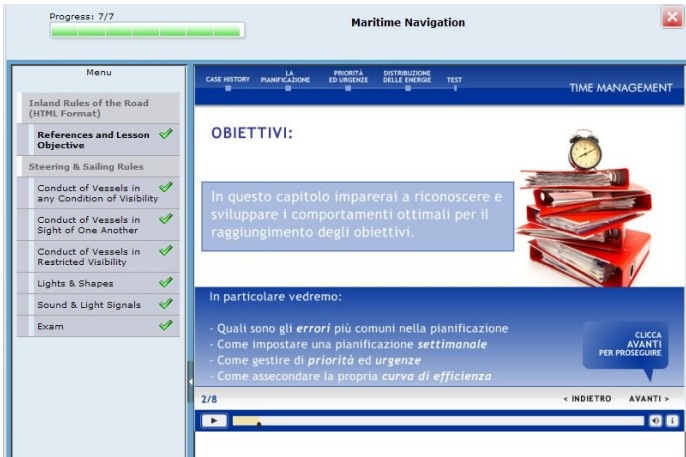 Progress: 7/7
Maritime Navigation
Menu
Inland Rules of the Road
(HTML Format)
References and Lesson
Objective
Steering & Sailing Rules
Conduct of Vessels in
any Condition of Visibility
Conduct of Vessels in
Sight of One Another
Conduct of Vessels in
Restricted Visibility
Lights & Shapes
Sound & Light Signals
Exam
CASE HISTORY
LA
PIANIFICAZIONE
PRIORITÀ
ED URGENZE
DISTRIBUZIONE
DELLE ENERGIE
TEST
TIME MANAGEMENT
OBIETTIVI:
In questo capitolo imparerai a riconoscere e
sviluppare i comportamenti ottimali per il
raggiungimento degli obiettivi.
In particolare vedremo:
- Quali sono gli errori più comuni nella pianificazione
- Come impostare una pianificazione settimanale
- Come gestire di priorità ed urgenze
- Come assecondare la propria curva di efficienza
CLICCA
AVANTI
PER PROSEGUIRE
2/8
< INDIETRO AVANTI >
i